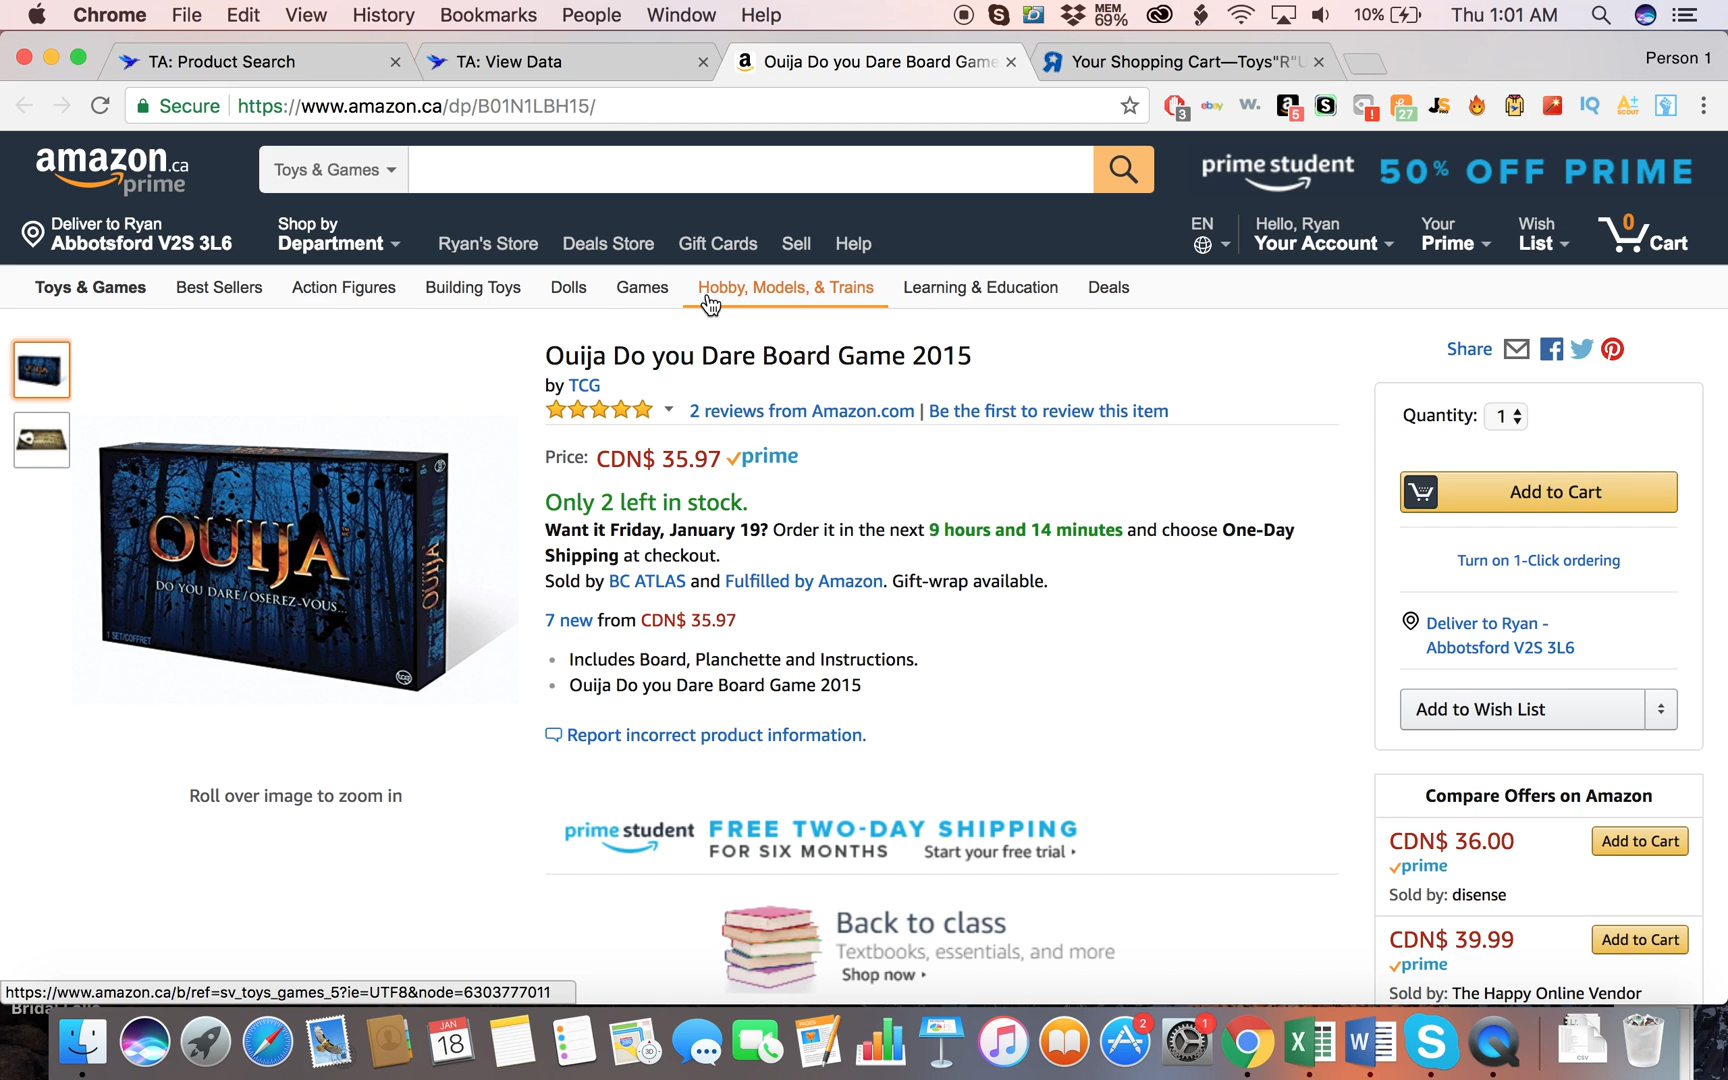 Chrome File Edit View History Bookmarks People Window Help MEM 69% 10% Thu 1:01 AM
TA: Product Search TA: View Data Ouija Do you Dare Board Game Your Shopping Cart—Toys"R"U Person 1
Secure https://www.amazon.ca/dp/B01N1LBH15/
amazon.ca prime
Toys & Games
prime student 50% OFF PRIME
Deliver to Ryan
Abbotsford V2S 3L6
Shop by
Department
Ryan's Store Deals Store Gift Cards Sell Help
EN
Hello, Ryan
Your Account
Your
Prime
Wish
List
0
Cart
Toys & Games Best Sellers Action Figures Building Toys Dolls Games Hobby, Models, & Trains Learning & Education Deals
OUIJA
DO YOU DARE/OSEREZ-VOUS...
1 SET/COFFRET
8+
OUIJA
Roll over image to zoom in
Ouija Do you Dare Board Game 2015
by TCG
2 reviews from Amazon.com | Be the first to review this item
Price: CDN$ 35.97 prime
Only 2 left in stock.
Want it Friday, January 19? Order it in the next 9 hours and 14 minutes and choose One-Day
Shipping at checkout.
Sold by BC ATLAS and Fulfilled by Amazon. Gift-wrap available.
7 new from CDN$ 35.97
• Includes Board, Planchette and Instructions.
• Ouija Do you Dare Board Game 2015
Report incorrect product information.
prime student FREE TWO-DAY SHIPPING
FOR SIX MONTHS Start your free trial
Back to class
Textbooks, essentials, and more
Shop now
Share
Quantity: 1
Add to Cart
Turn on 1-Click ordering
Deliver to Ryan -
Abbotsford V2S 3L6
Add to Wish List
Compare Offers on Amazon
CDN$ 36.00 Add to Cart
prime
Sold by: disense
CDN$ 39.99 Add to Cart
prime
Sold by: The Happy Online Vendor
https://www.amazon.ca/b/ref=sv_toys_games_5?ie=UTF8&node=6303777011
JAN
18